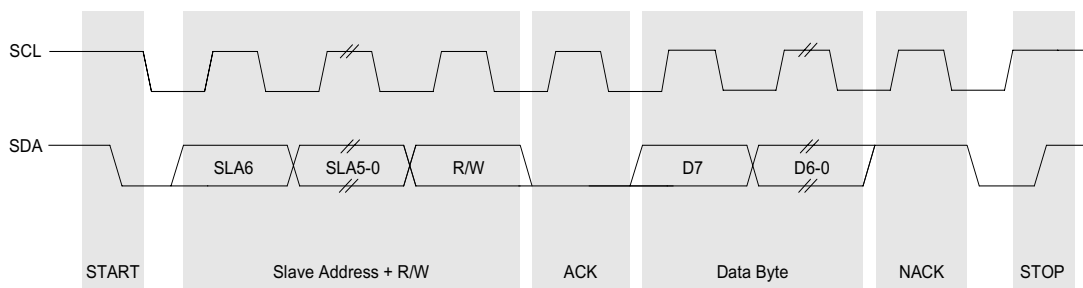 SCL
SDA
SLA6 SLA5-0 R/W D7 D6-0
START Slave Address + R/W ACK Data Byte NACK STOP